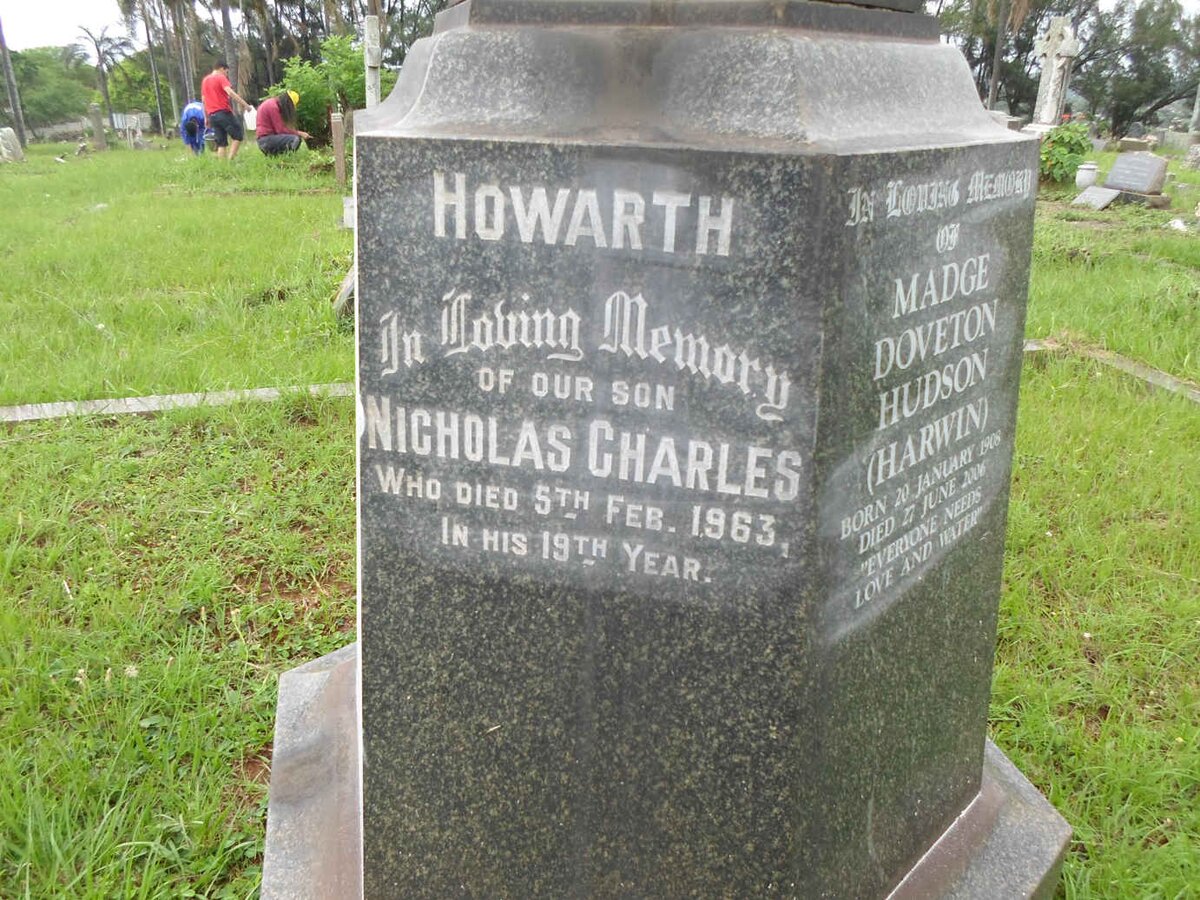 HOWARTH
In Loving Memory
OF OUR SON
NICHOLAS CHARLES
WHO DIED 5TH FEB. 1963,
IN HIS 19TH YEAR.
IN LOVING MEMORY
OF
MADGE
DOVETON
HUDSON
(HARWIN)
BORN 20 JANUARY 1908
DIED 27 JUNE 2006
"EVERYONE NEEDS
LOVE AND WATER"